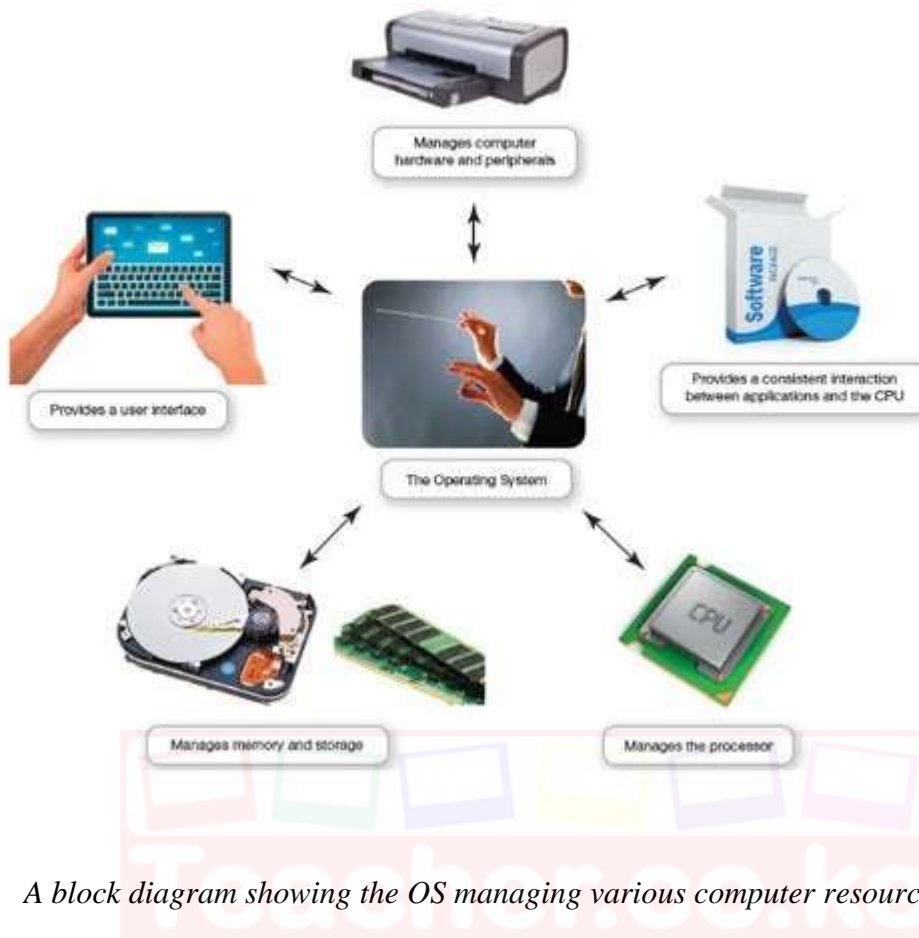 Manages computer
hardware and peripherals
Software
PACKAGE
Provides a user interface
Provides a consistent interaction
between applications and the CPU
The Operating System
CPU
Manages memory and storage
Manages the processor
A block diagram showing the OS managing various computer resourc
Teacher.co.ke